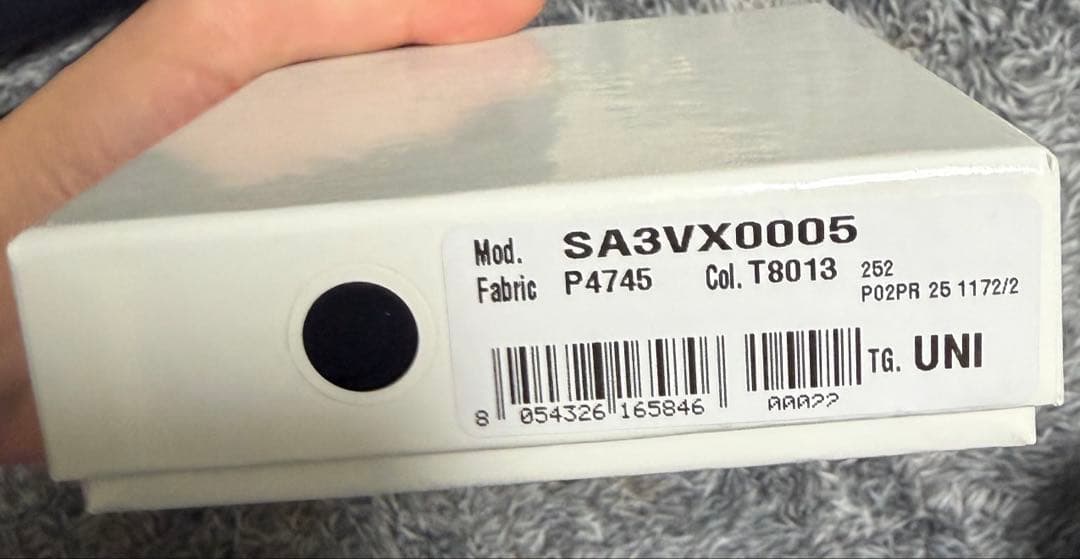 Mod. SA3VX0005
Fabric P4745 Col. T8013 252
P02PR 25 1172/2
TG. UNI
8 054326 165846